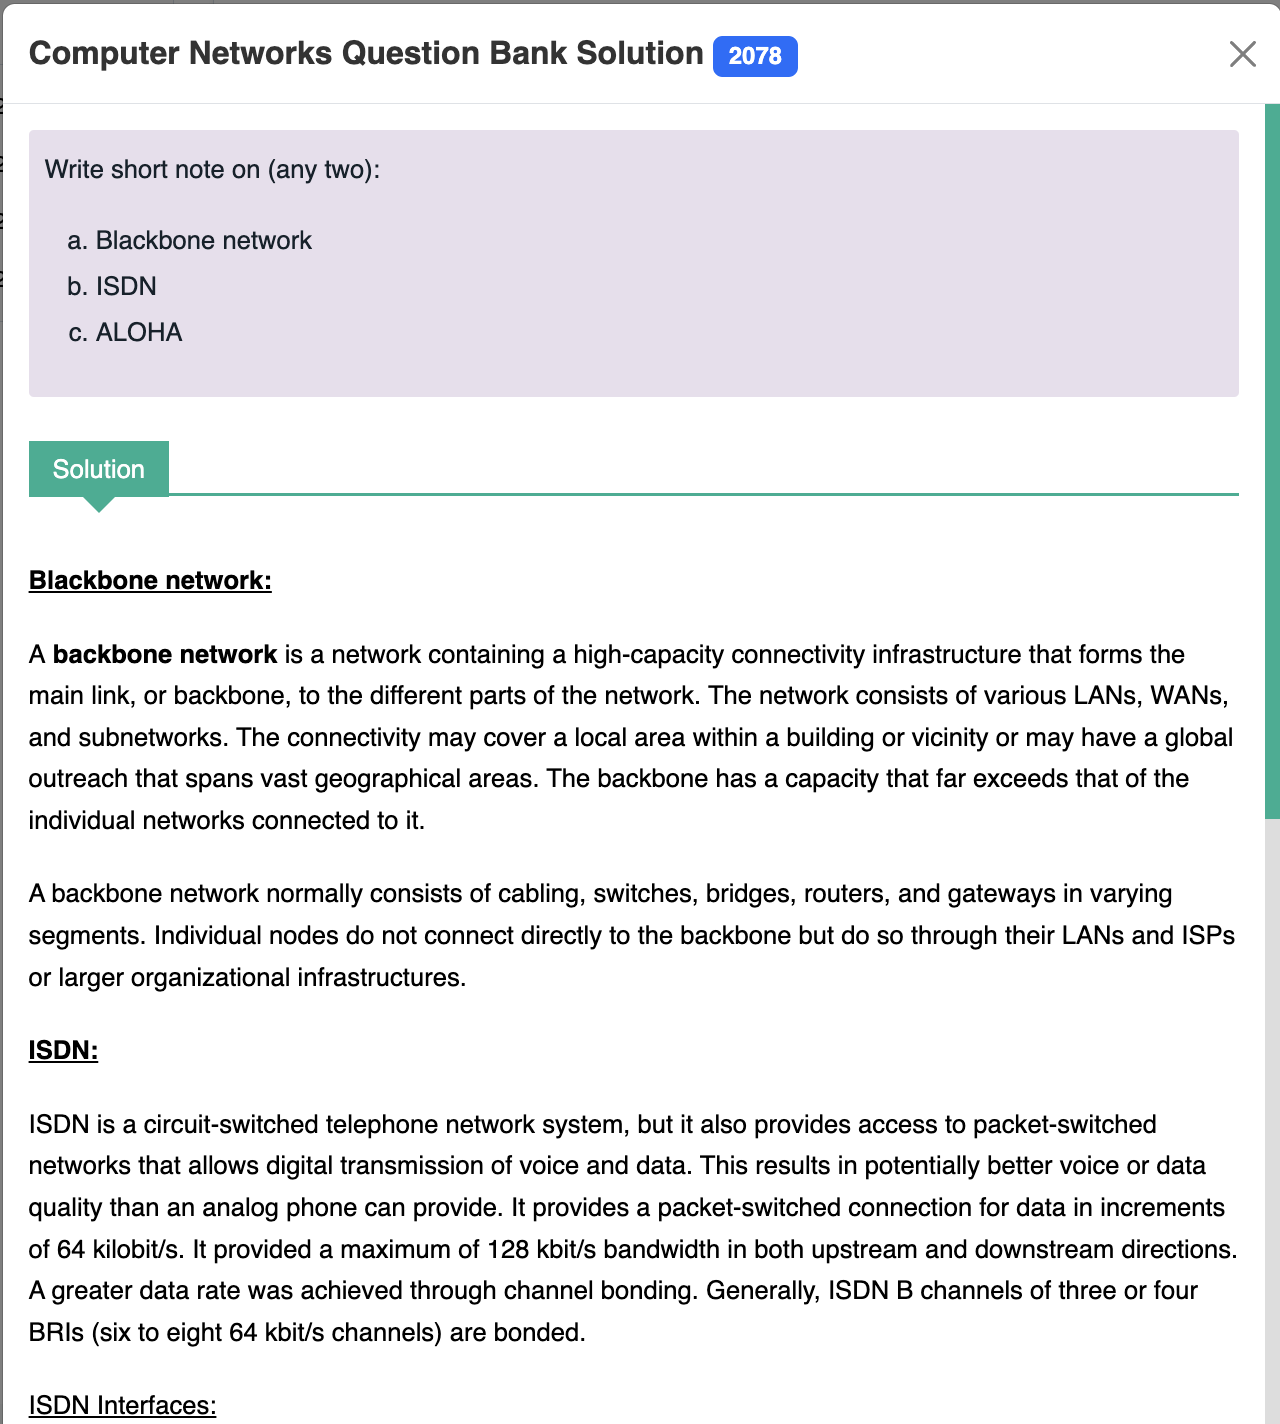 Computer Networks Question Bank Solution 2078
Write short note on (any two):
a. Blackbone network
b. ISDN
c. ALOHA
Solution
Blackbone network:
A backbone network is a network containing a high-capacity connectivity infrastructure that forms the
main link, or backbone, to the different parts of the network. The network consists of various LANs, WANs,
and subnetworks. The connectivity may cover a local area within a building or vicinity or may have a global
outreach that spans vast geographical areas. The backbone has a capacity that far exceeds that of the
individual networks connected to it.
A backbone network normally consists of cabling, switches, bridges, routers, and gateways in varying
segments. Individual nodes do not connect directly to the backbone but do so through their LANs and ISPs
or larger organizational infrastructures.
ISDN:
ISDN is a circuit-switched telephone network system, but it also provides access to packet-switched
networks that allows digital transmission of voice and data. This results in potentially better voice or data
quality than an analog phone can provide. It provides a packet-switched connection for data in increments
of 64 kilobit/s. It provided a maximum of 128 kbit/s bandwidth in both upstream and downstream directions.
A greater data rate was achieved through channel bonding. Generally, ISDN B channels of three or four
BRIs (six to eight 64 kbit/s channels) are bonded.
ISDN Interfaces: